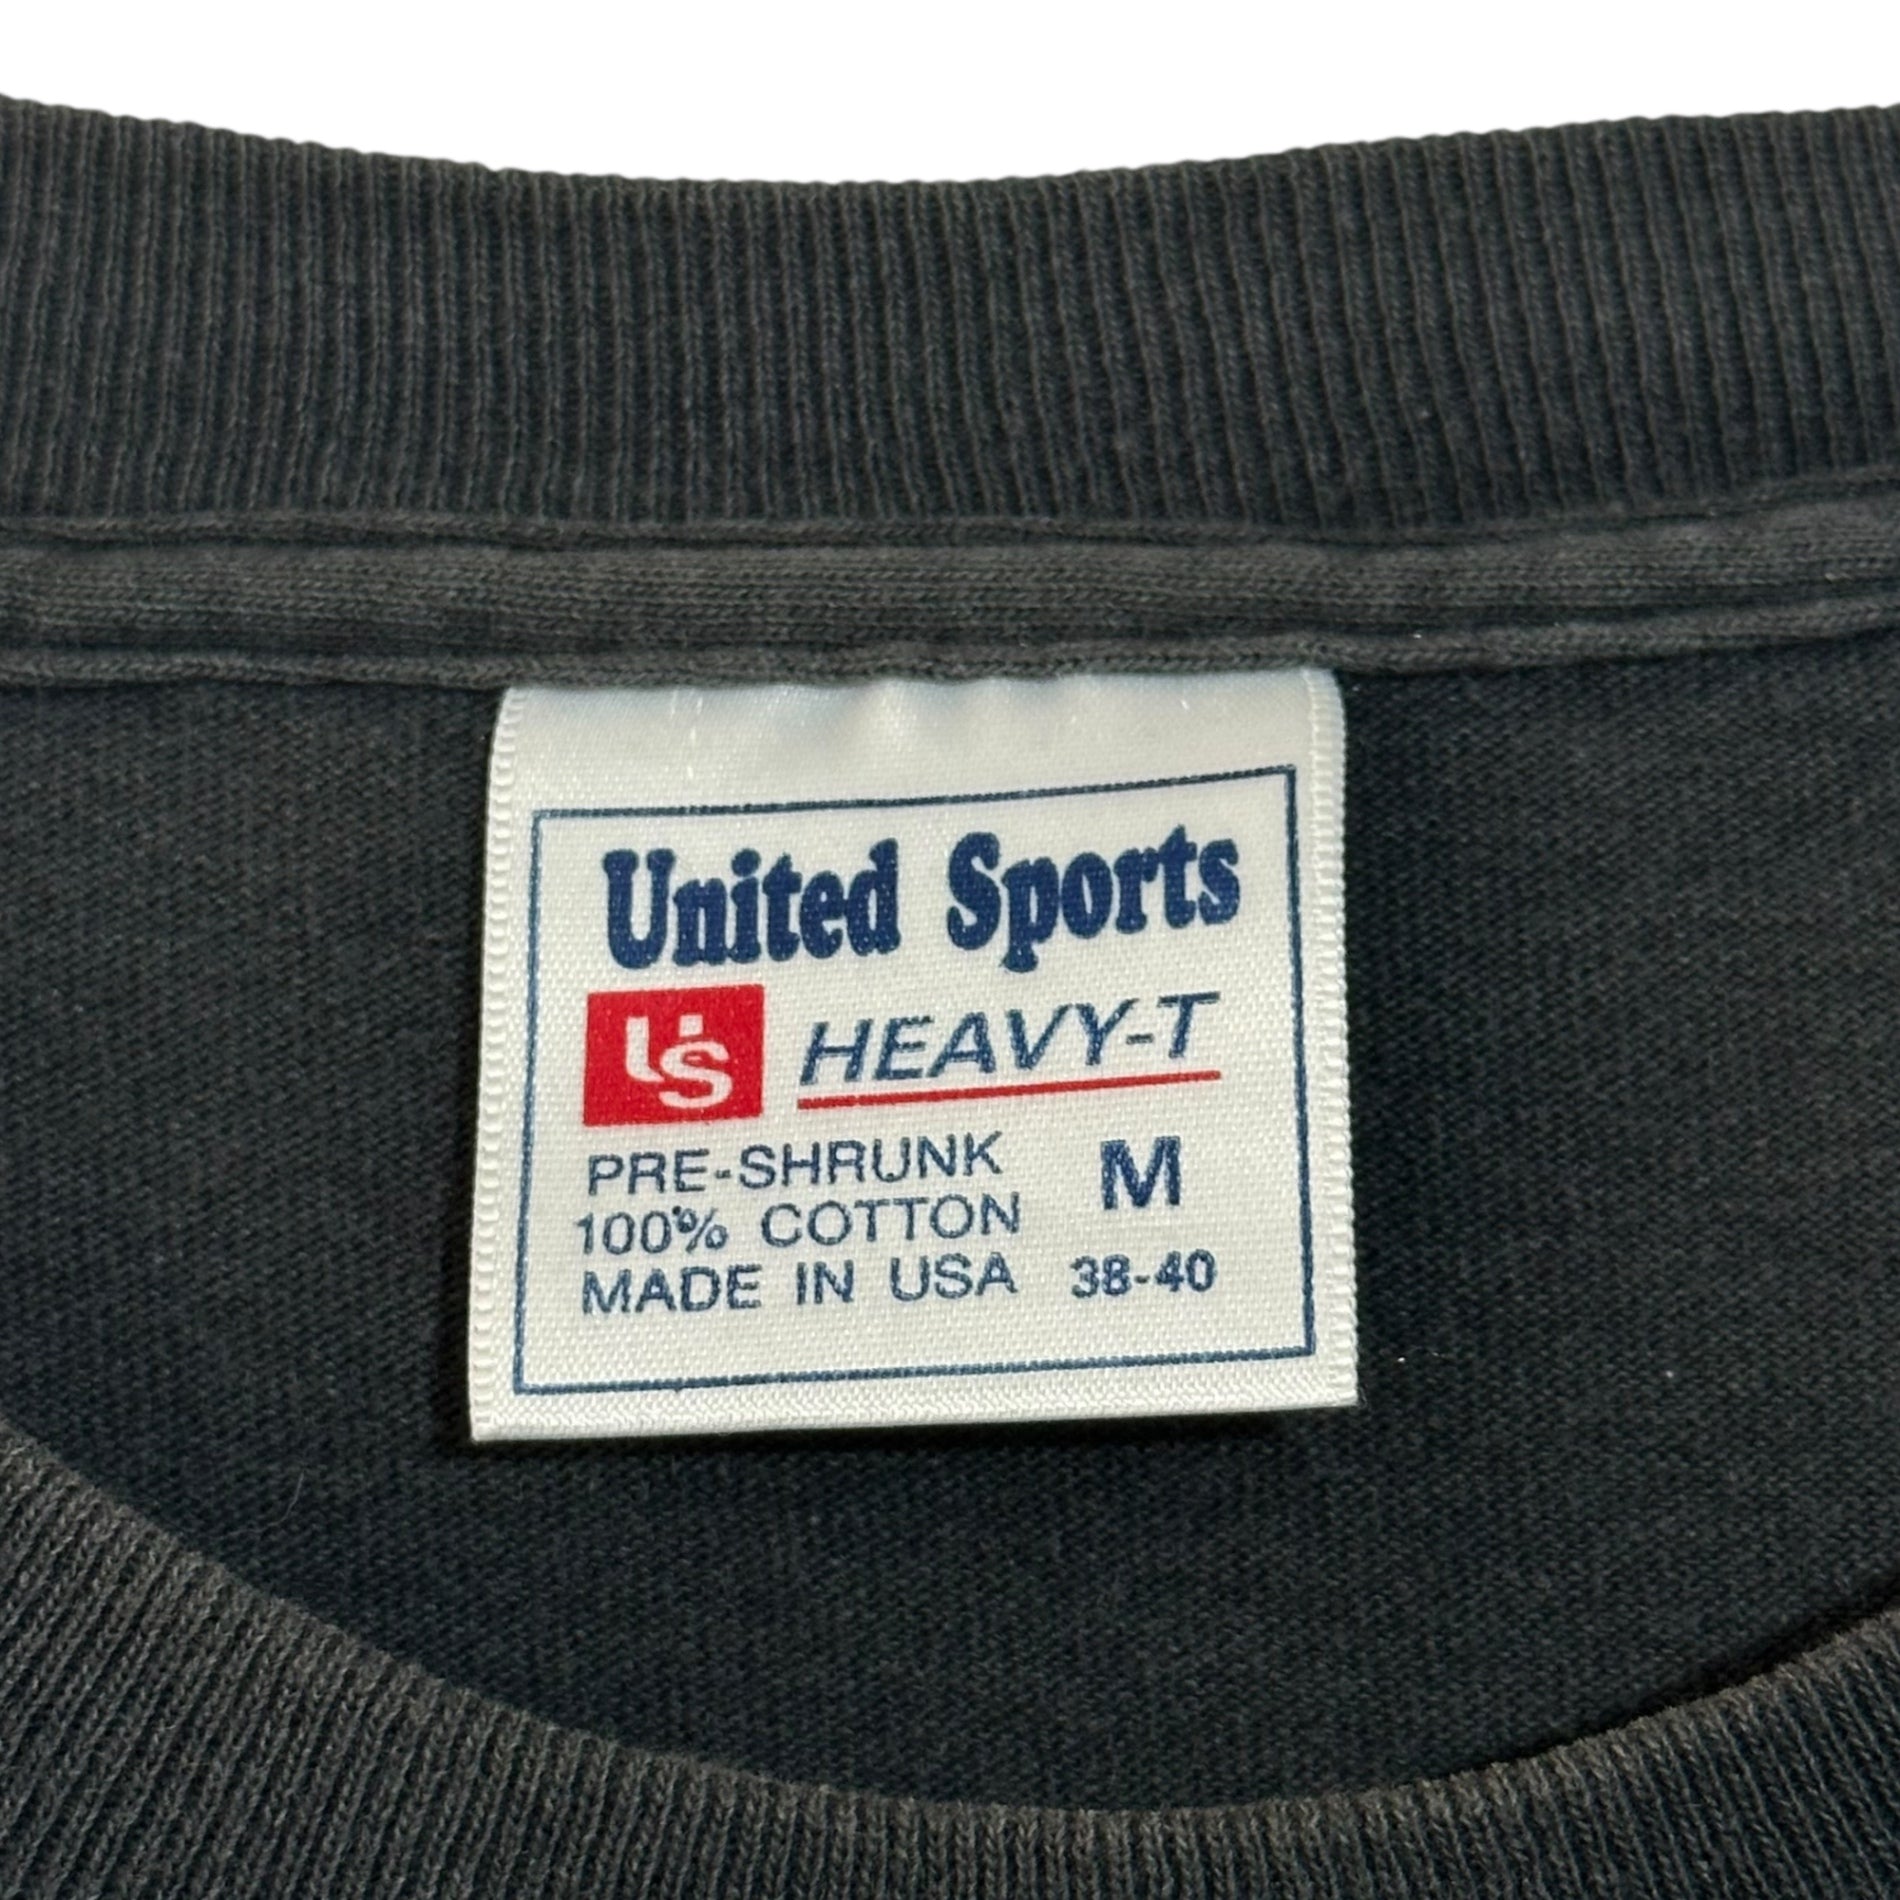 United Sports
US HEAVY-T
PRE-SHRUNK M
100% COTTON
MADE IN USA 38-40